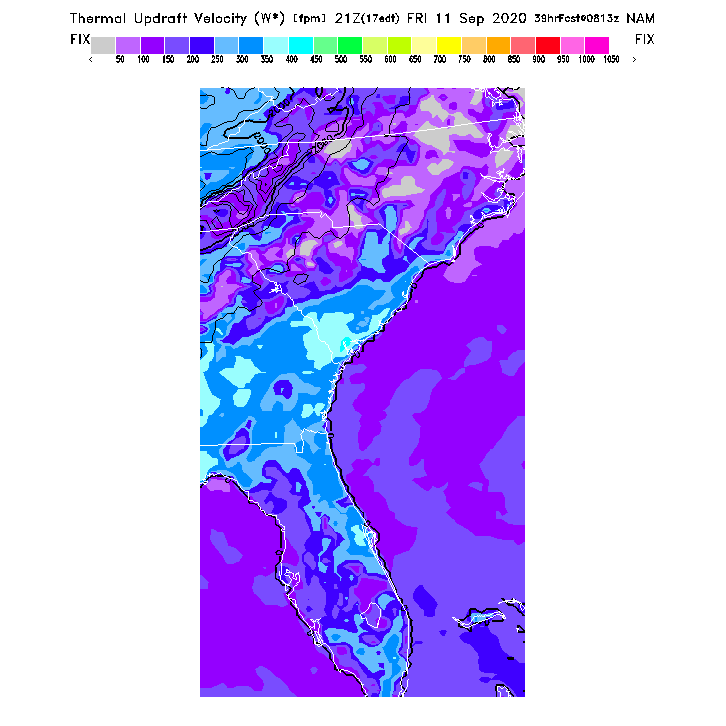 Thermal Updraft Velocity (W*) [fpm] 21Z(17edt) FRI 11 Sep 2020 39hrFcst@0813z NAM
FIX FIX
< 50 100 150 200 250 300 350 400 450 500 550 600 650 700 750 800 850 900 950 1000 1050 >